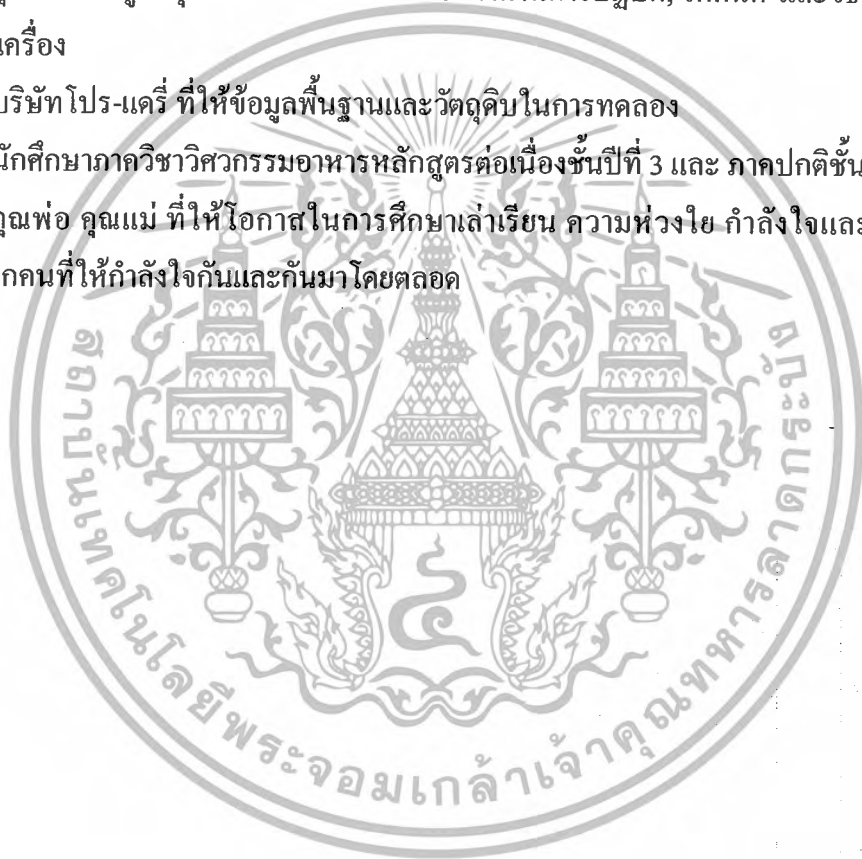 นเครื่อง
บริษัทโปร-แดรี่ ที่ให้ข้อมูลพื้นฐานและวัตถุดิบในการทดลอง
นักศึกษาภาควิชาวิศวกรรมอาหารหลักสูตรต่อเนื่องชั้นปีที่ 3 และ ภาคปกติชั้น
คุณพ่อ คุณแม่ ที่ให้โอกาสในการศึกษาเล่าเรียน ความห่วงใย กำลังใจและ
กคนที่ให้กำลังใจกันและกันมาโดยตลอด
สถาบันเทคโนโลยีพระจอมเกล้าเจ้าคุณทหารลาดกระบัง
๔